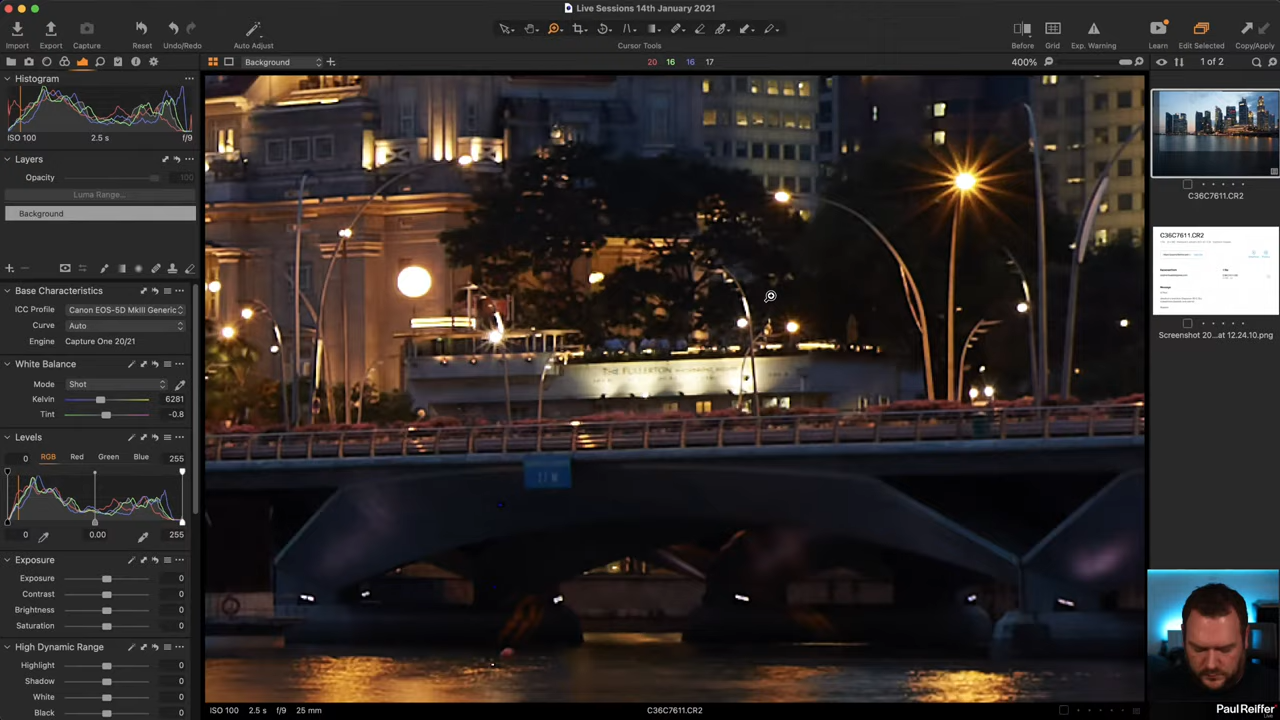 Live Sessions 14th January 2021
Import
Export
Capture
Reset
Undo/Redo
Auto Adjust
Cursor Tools
Before
Grid
Exp. Warning
Learn
Edit Selected
Copy/Apply
Background
20 16 16 17
400%
1 of 2
Histogram
ISO 100 2.5 s f/9
Layers
Opacity 100
Luma Range...
Background
Base Characteristics
ICC Profile Canon EOS-5D MkIII Generic
Curve Auto
Engine Capture One 20/21
White Balance
Mode Shot
Kelvin 6281
Tint -0.8
Levels
0 RGB Red Green Blue 255
0 0.00 255
Exposure
Exposure 0
Contrast 0
Brightness 0
Saturation 0
High Dynamic Range
Highlight 0
Shadow 0
White 0
Black 0
FULLERTON
ISO 100 2.5 s f/9 25 mm
C36C7611.CR2
C36C7611.CR2
C36C7611.CR2
Screenshot 20...at 12.24.10.png
Paul Reiffer
Live